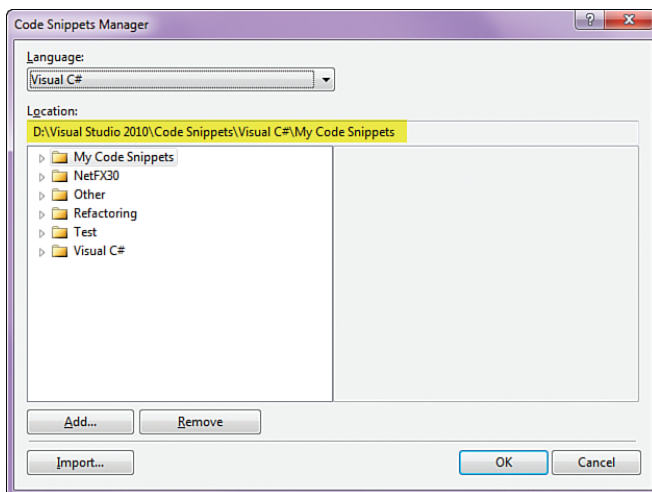 Code Snippets Manager
Language:
Visual C#
Location:
D:\Visual Studio 2010\Code Snippets\Visual C#\My Code Snippets
My Code Snippets
NetFX30
Other
Refactoring
Test
Visual C#
Add...
Remove
Import...
OK
Cancel